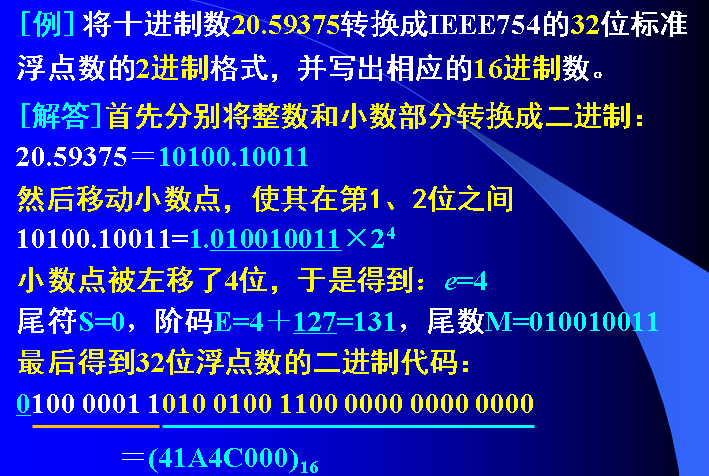 [例]将十进制数20.59375转换成IEEE754的32位标准
浮点数的2进制格式，并写出相应的16进制数。
[解答]首先分别将整数和小数部分转换成二进制：
20.59375＝10100.10011
然后移动小数点，使其在第1、2位之间
10100.10011=1.010010011×2⁴
小数点被左移了4位，于是得到：e=4
尾符S=0，阶码E=4＋127=131，尾数M=010010011
最后得到32位浮点数的二进制代码：
0100 0001 1010 0100 1100 0000 0000 0000
＝(41A4C000)₁₆